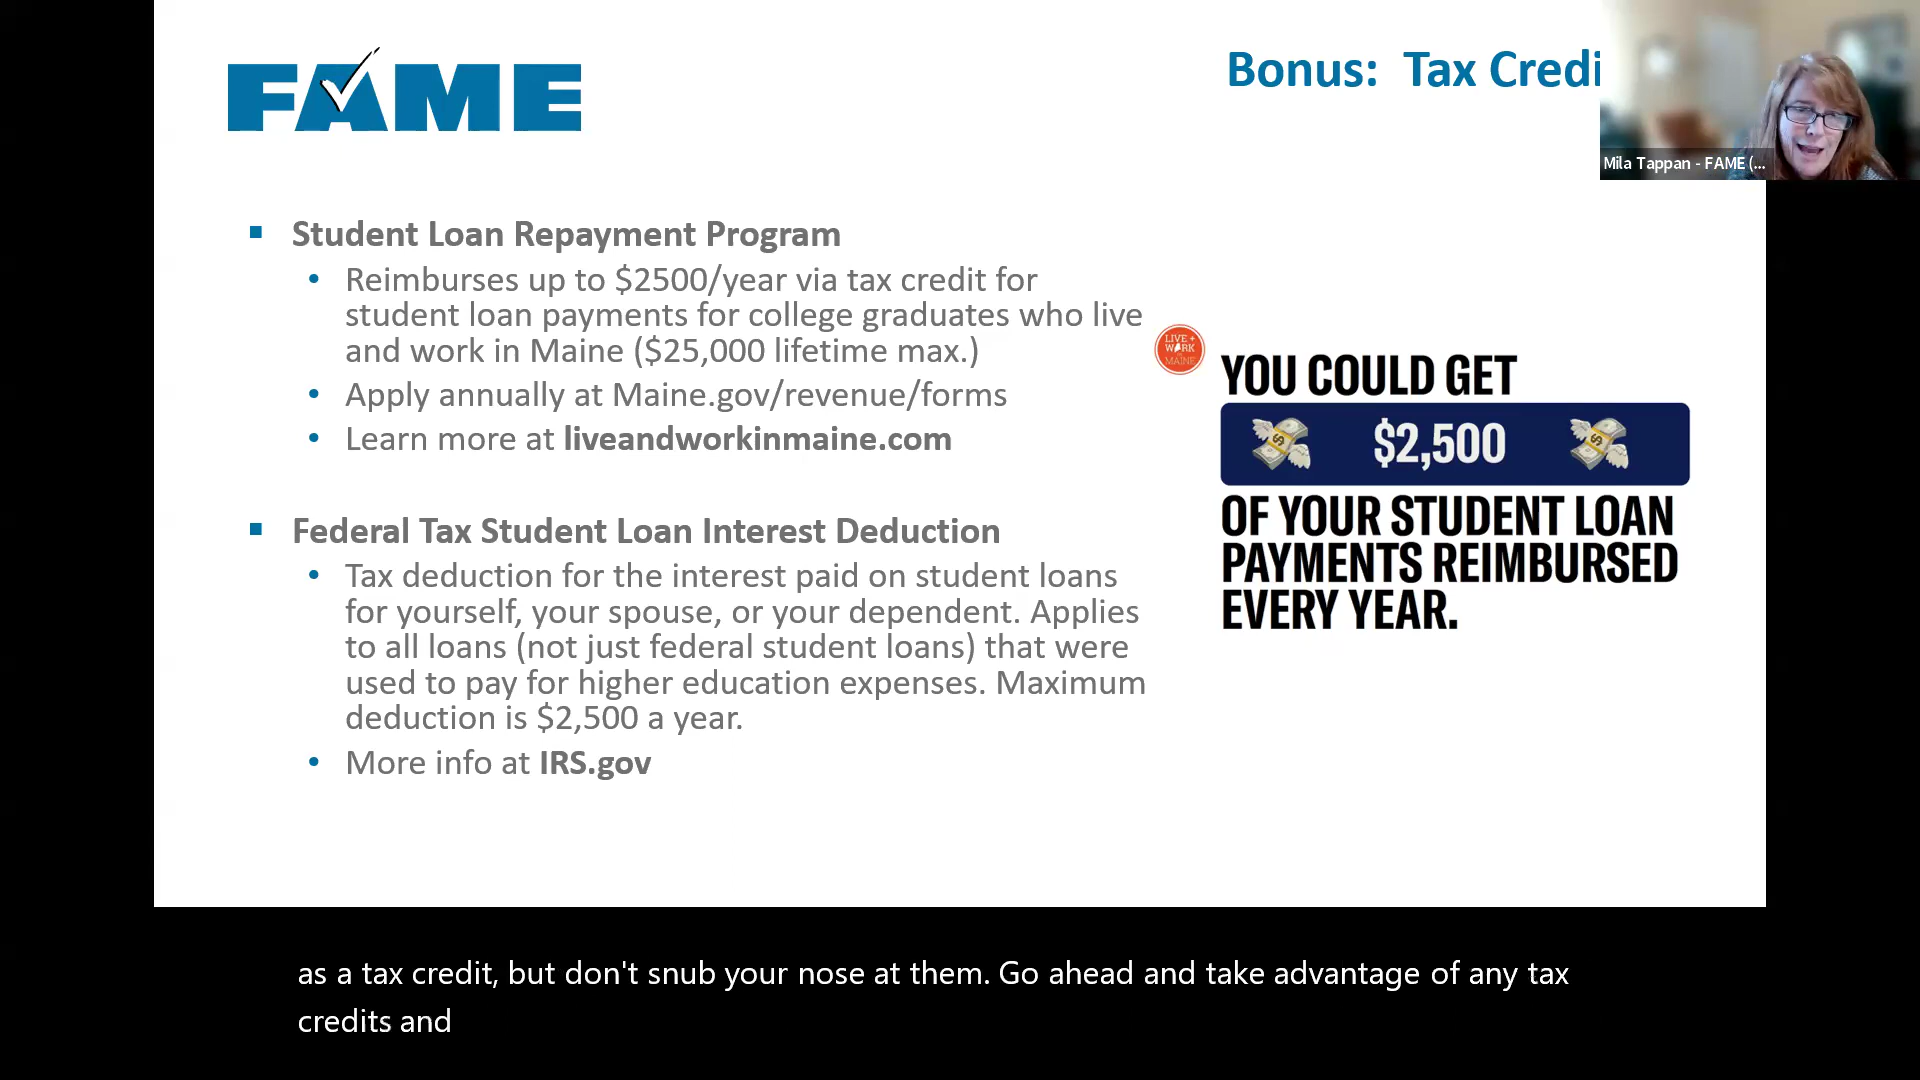 FAME
Bonus: Tax Credi
Mila Tappan - FAME (...
Student Loan Repayment Program
Reimburses up to $2500/year via tax credit for
student loan payments for college graduates who live
and work in Maine ($25,000 lifetime max.)
Apply annually at Maine.gov/revenue/forms
Learn more at liveandworkinmaine.com
Federal Tax Student Loan Interest Deduction
Tax deduction for the interest paid on student loans
for yourself, your spouse, or your dependent. Applies
to all loans (not just federal student loans) that were
used to pay for higher education expenses. Maximum
deduction is $2,500 a year.
More info at IRS.gov
LIVE +
WORK
MAINE
YOU COULD GET
$2,500
OF YOUR STUDENT LOAN
PAYMENTS REIMBURSED
EVERY YEAR.
as a tax credit, but don't snub your nose at them. Go ahead and take advantage of any tax
credits and